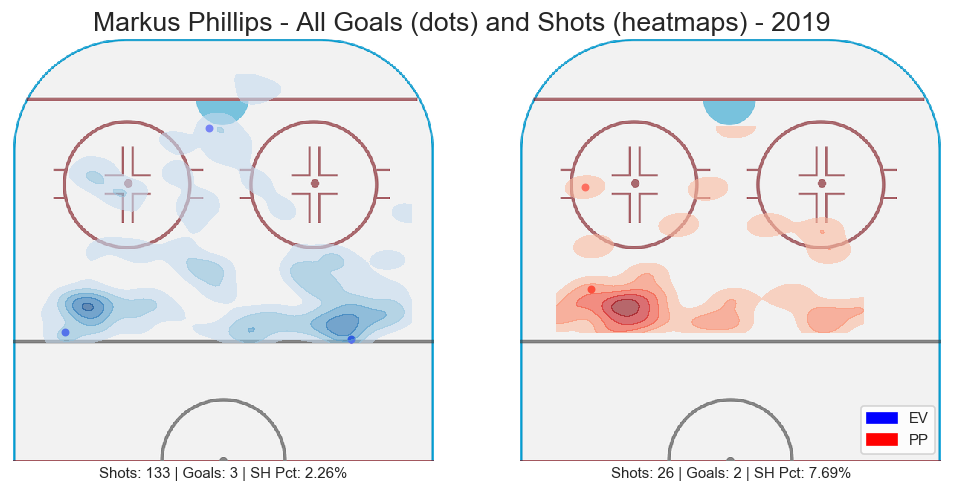 Markus Phillips - All Goals (dots) and Shots (heatmaps) - 2019
EV
PP
Shots: 133 | Goals: 3 | SH Pct: 2.26%
Shots: 26 | Goals: 2 | SH Pct: 7.69%